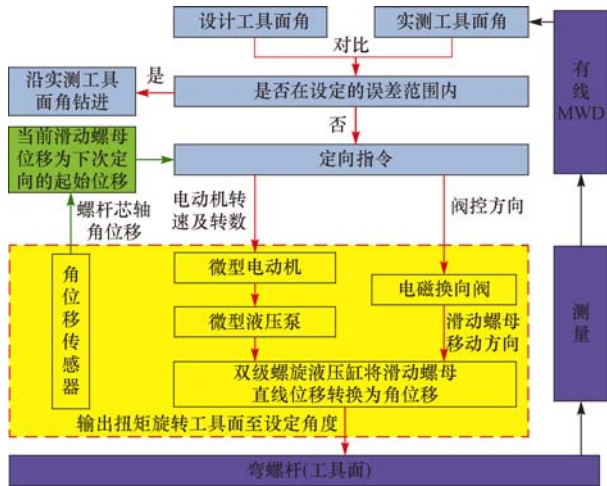 设计工具面角
实测工具面角
对比
有
线
MWD
沿实测工具
面角钻进
是
是否在设定的误差范围内
否
当前滑动螺母
位移为下次定
向的起始位移
定向指令
螺杆芯轴
角位移
电动机转
速及转数
阀控方向
角
位
移
传
感
器
微型电动机
电磁换向阀
测
量
微型液压泵
滑动螺母
移动方向
双级螺旋液压缸将滑动螺母
直线位移转换为角位移
输出扭矩旋转工具面至设定角度
弯螺杆(工具面)